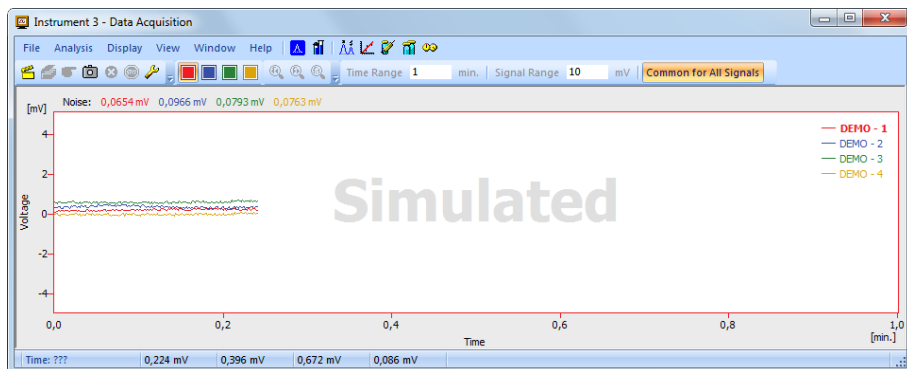 Instrument 3 - Data Acquisition
File Analysis Display View Window Help
Time Range 1 min. Signal Range 10 mV Common for All Signals
[mV] Noise: 0,0654 mV 0,0966 mV 0,0793 mV 0,0763 mV
DEMO - 1
DEMO - 2
DEMO - 3
DEMO - 4
Simulated
Voltage
4
2
0
-2
-4
0,0 0,2 0,4 0,6 0,8 1,0
Time [min.]
Time: ??? 0,224 mV 0,396 mV 0,672 mV 0,086 mV